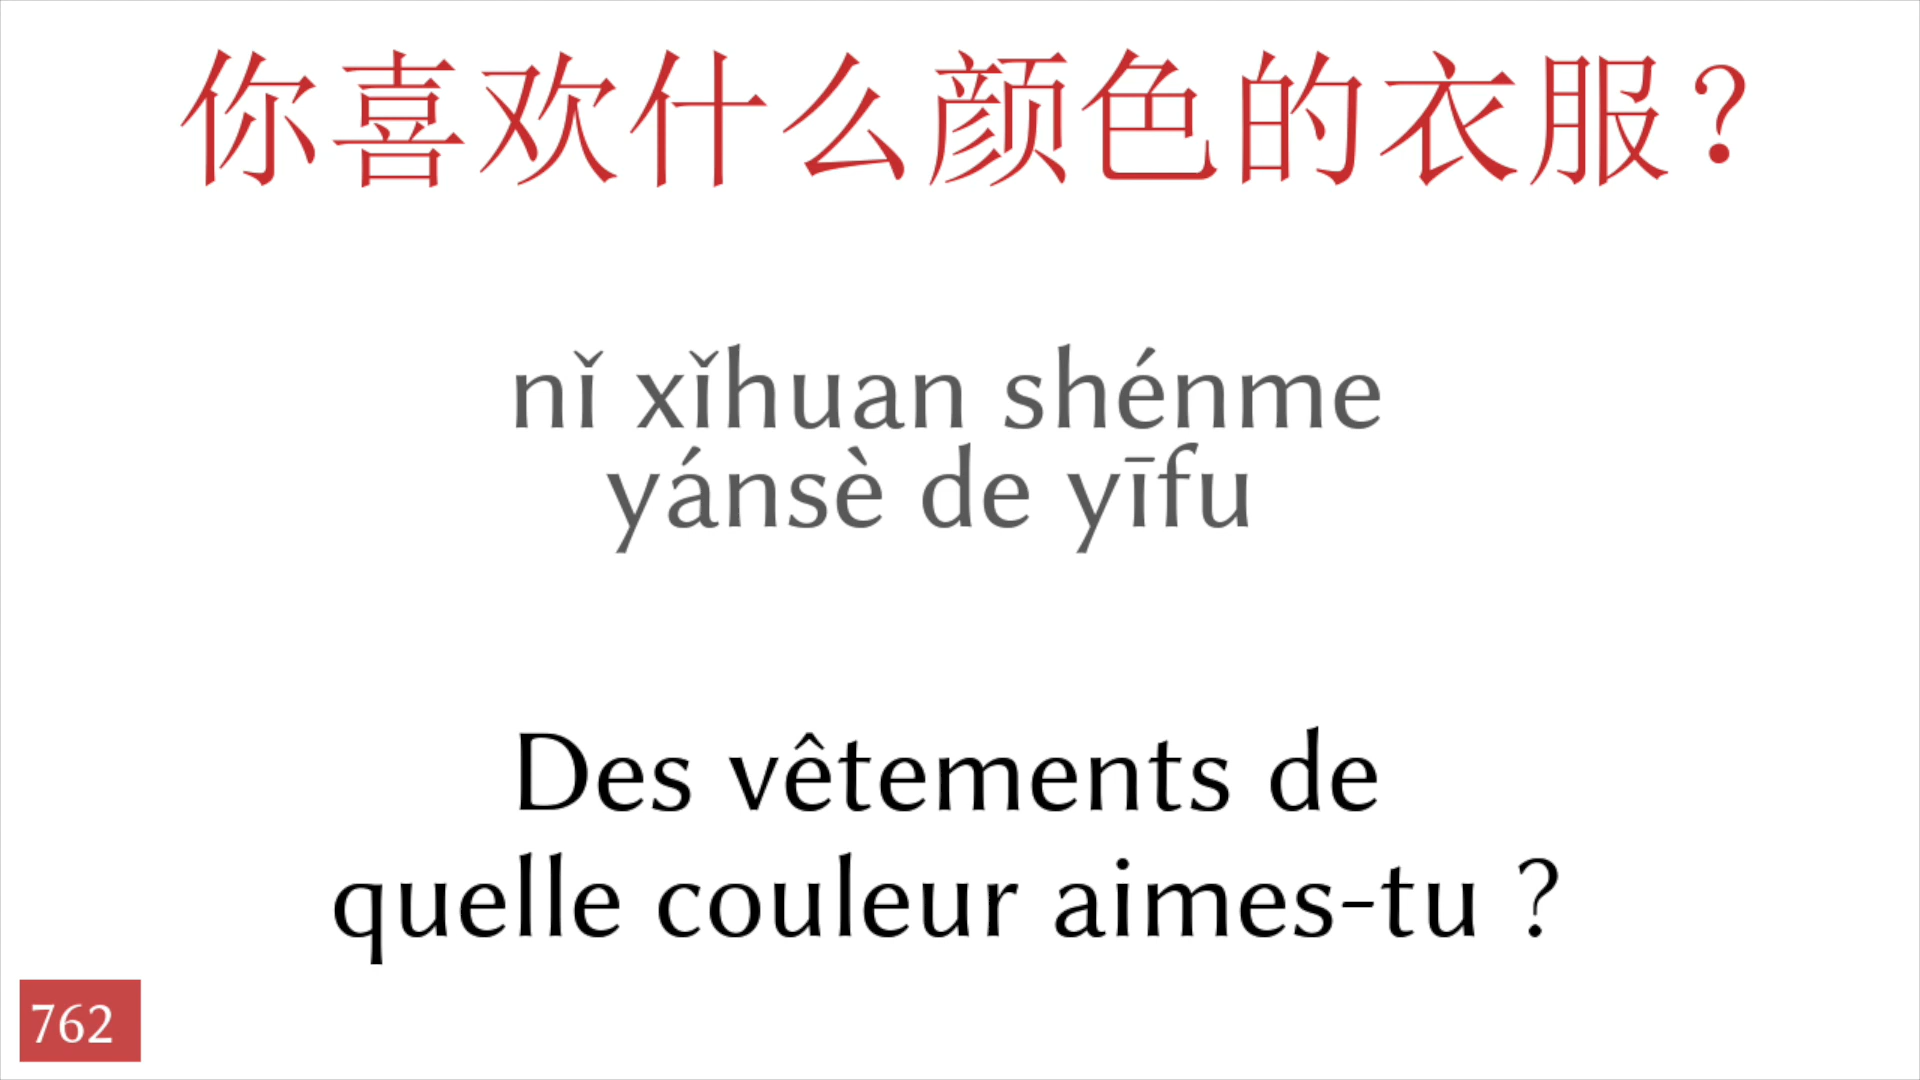 你喜欢什么颜色的衣服？
nǐ xǐhuan shénme
yánsè de yīfu
Des vêtements de
quelle couleur aimes-tu ?
762